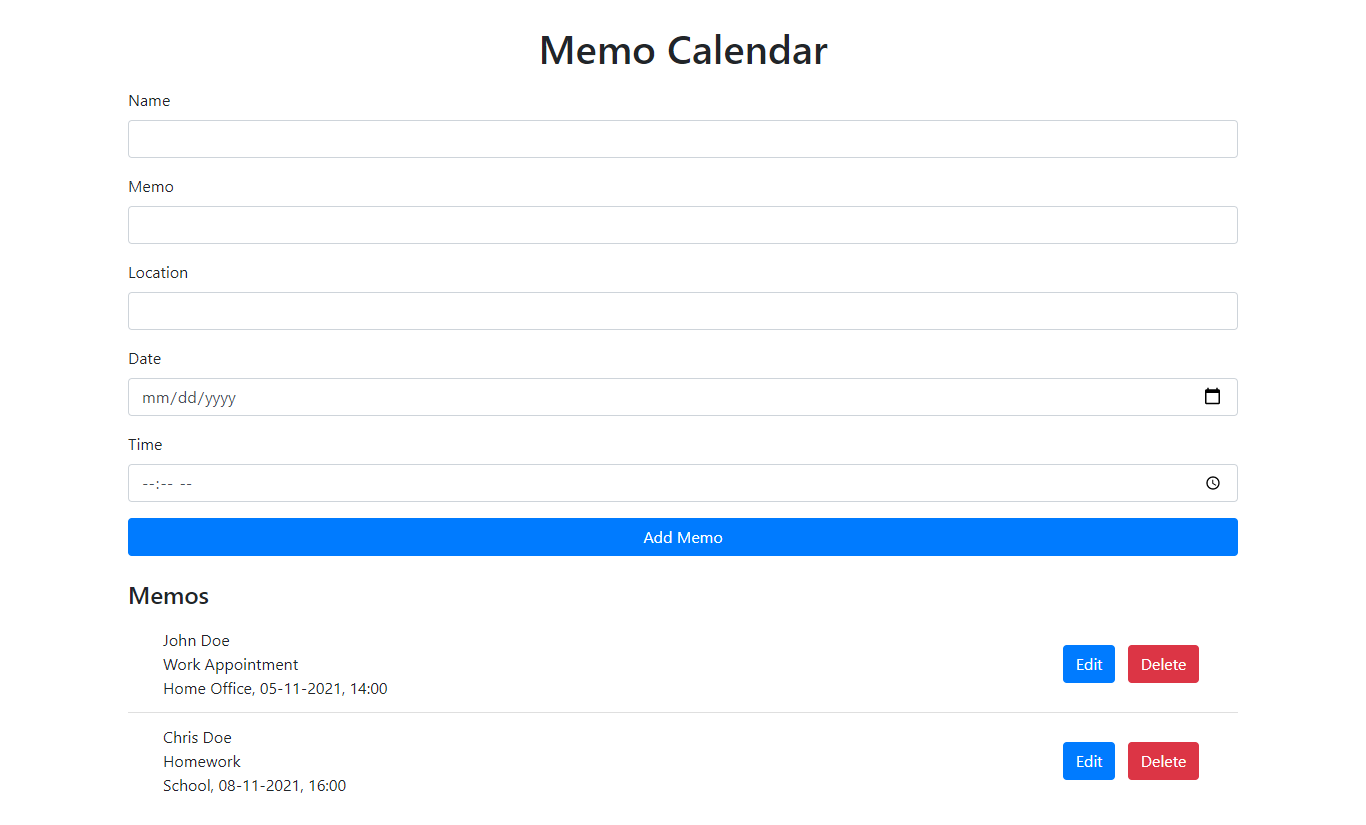 Memo Calendar
Name
Memo
Location
Date
mm/dd/yyyy
Time
--:-- --
Add Memo
Memos
John Doe
Work Appointment
Home Office, 05-11-2021, 14:00
Edit Delete
Chris Doe
Homework
School, 08-11-2021, 16:00
Edit Delete